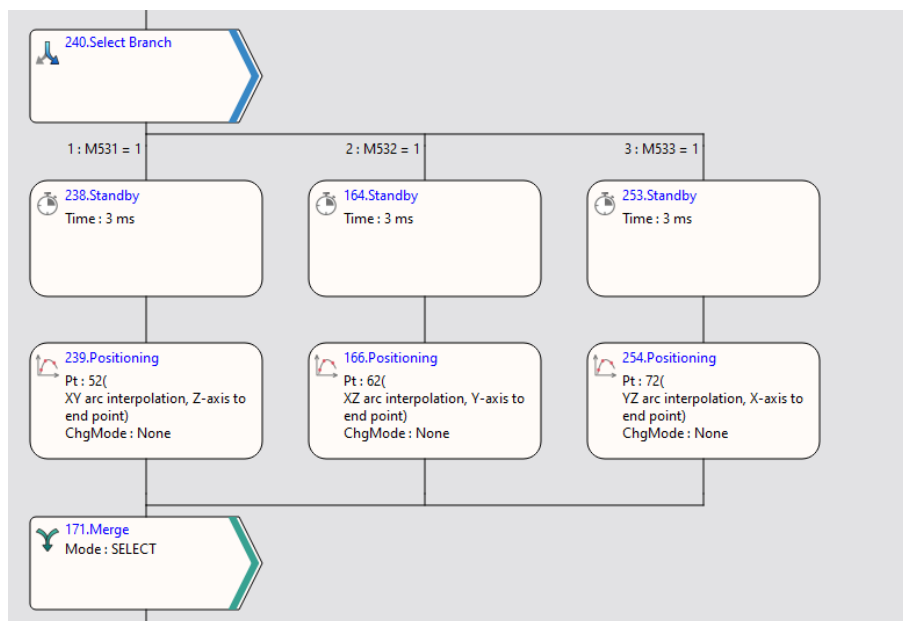 240.Select Branch
1 : M531 = 1
2 : M532 = 1
3 : M533 = 1
238.Standby
Time : 3 ms
164.Standby
Time : 3 ms
253.Standby
Time : 3 ms
239.Positioning
Pt : 52(
XY arc interpolation, Z-axis to
end point)
ChgMode : None
166.Positioning
Pt : 62(
XZ arc interpolation, Y-axis to
end point)
ChgMode : None
254.Positioning
Pt : 72(
YZ arc interpolation, X-axis to
end point)
ChgMode : None
171.Merge
Mode : SELECT